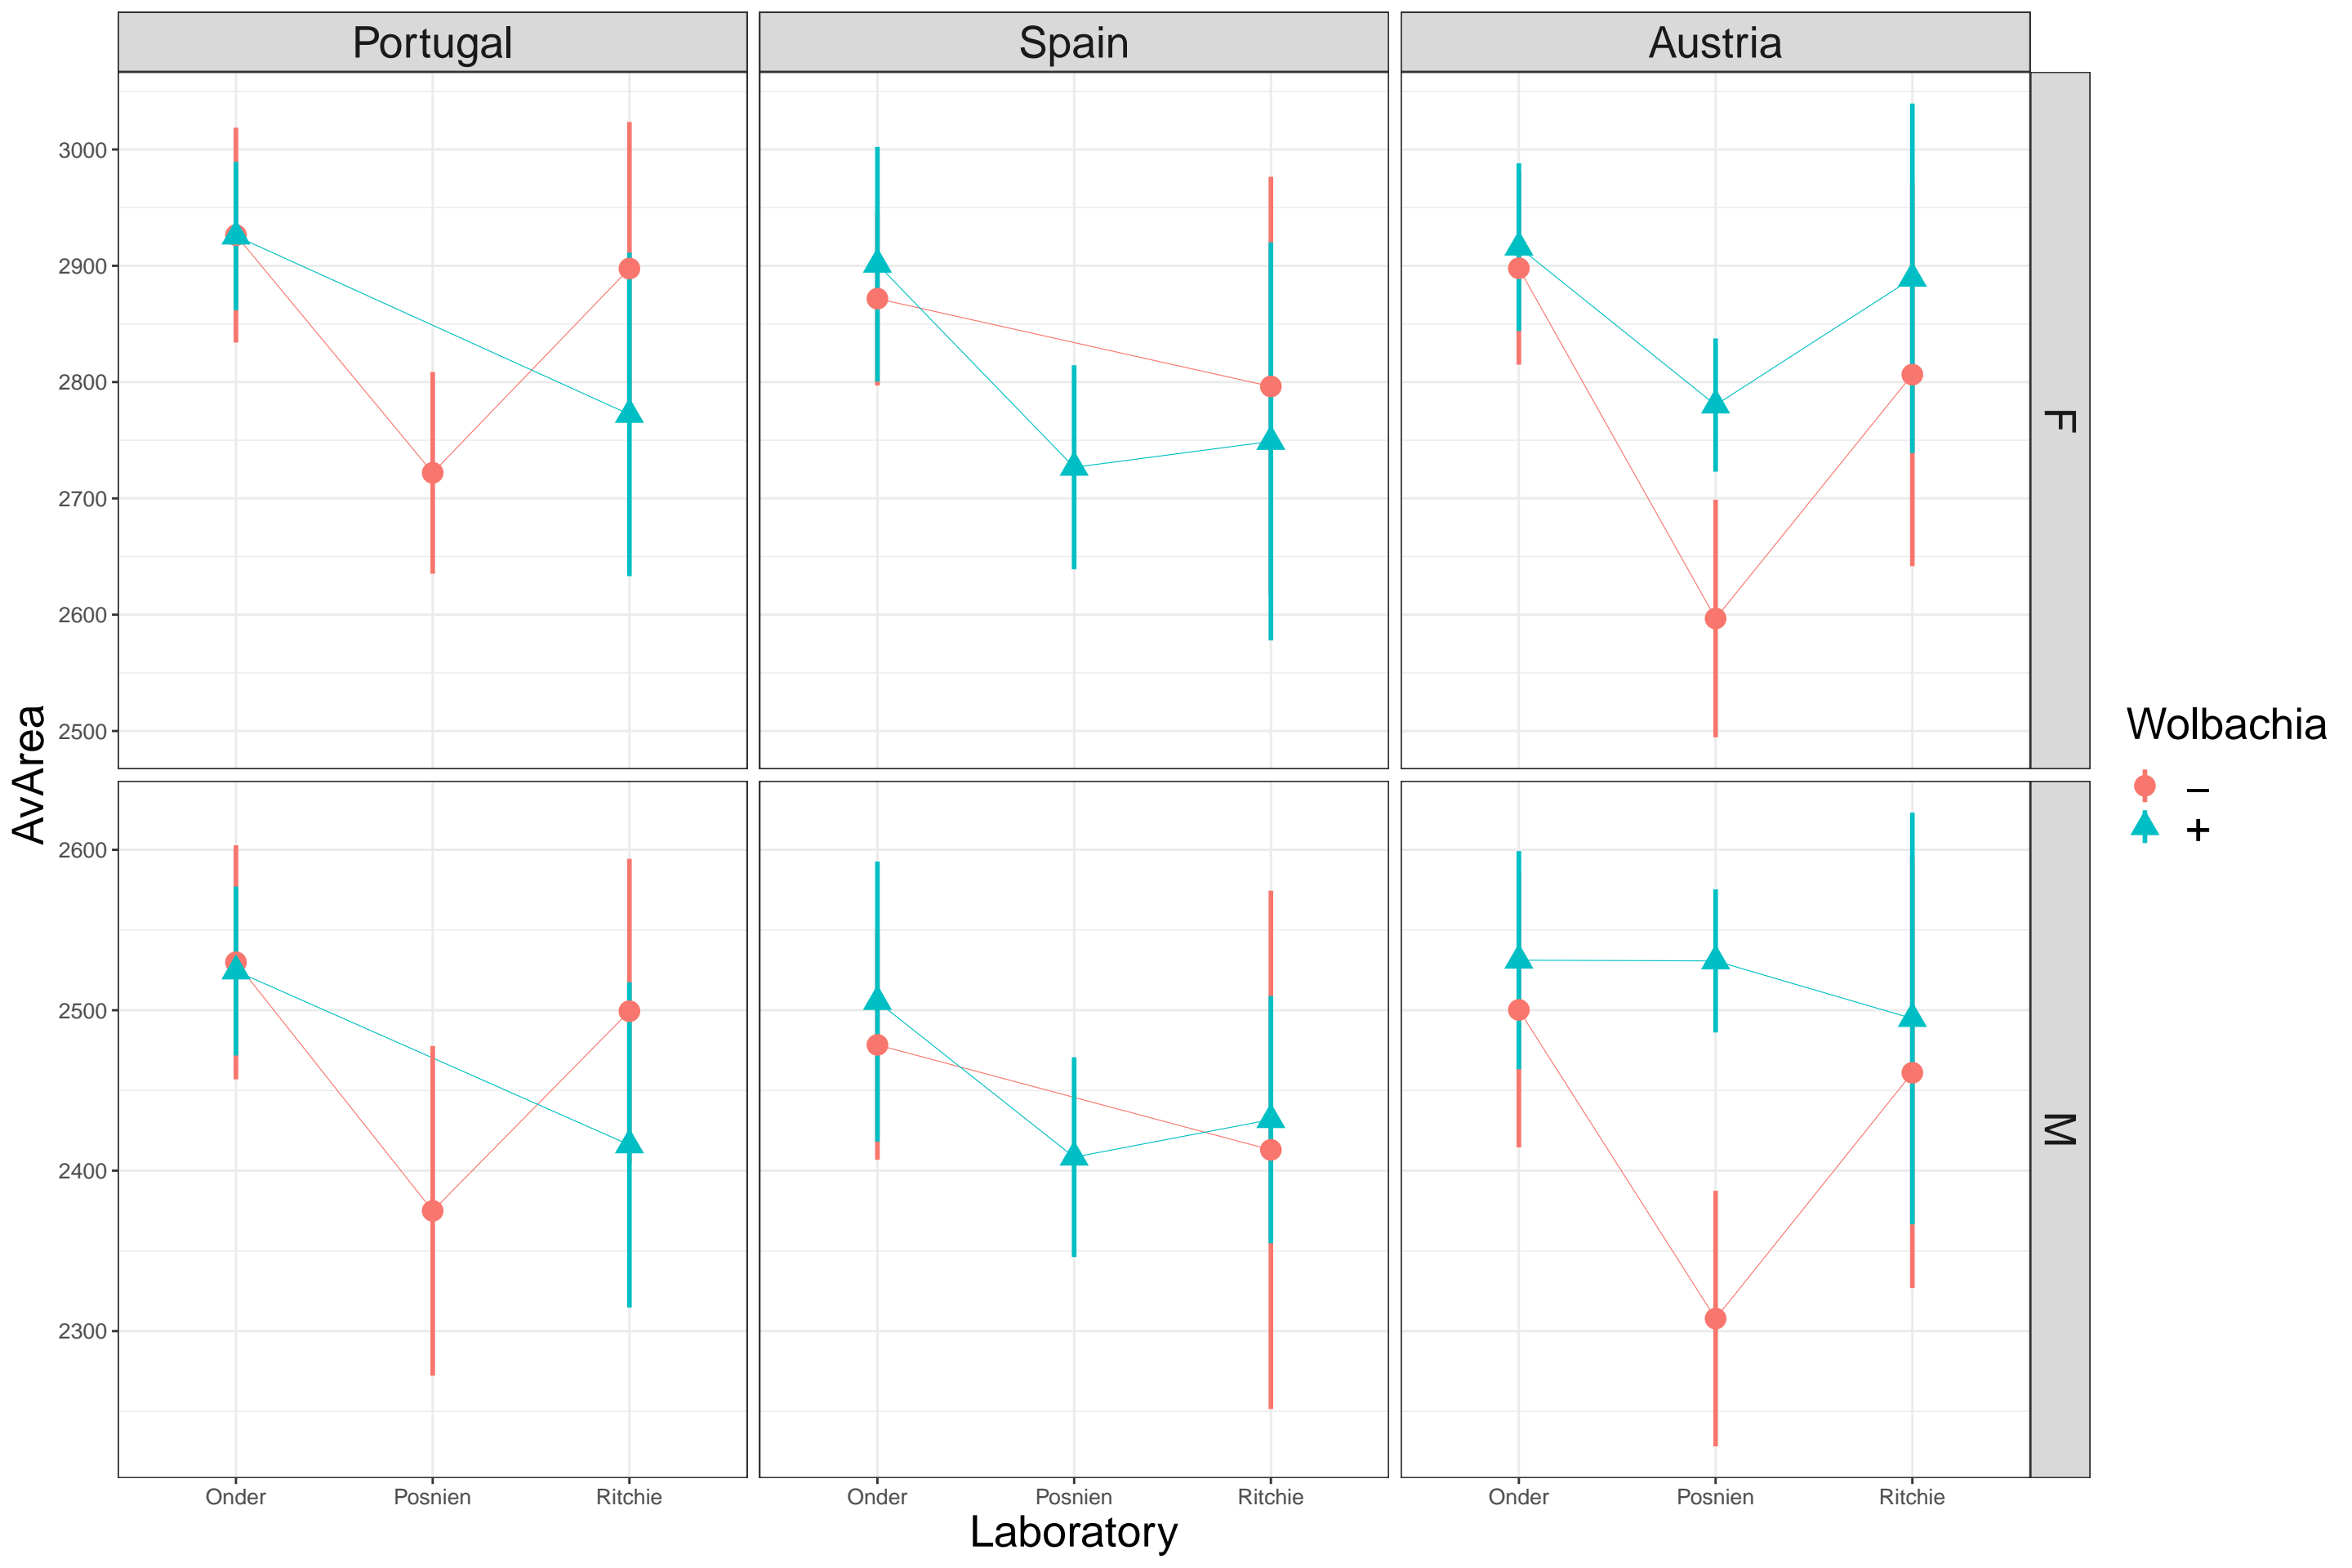 Portugal Spain Austria
3000
2900
2800
2700
2600
2500
F
AvArea
2600
2500
2400
2300
M
Onder Posnien Ritchie Onder Posnien Ritchie Onder Posnien Ritchie
Laboratory
Wolbachia
−
+